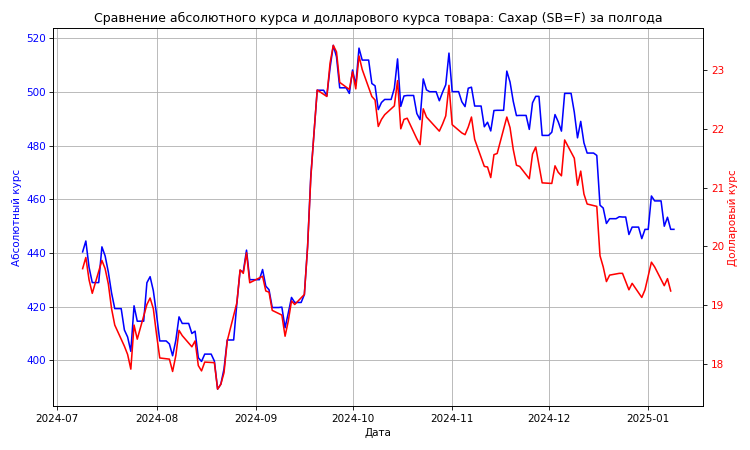 Сравнение абсолютного курса и долларового курса товара: Сахар (SB=F) за полгода
520
500
480
460
440
420
400
Абсолютный курс
23
22
21
20
19
18
Долларовый курс
2024-07 2024-08 2024-09 2024-10 2024-11 2024-12 2025-01
Дата